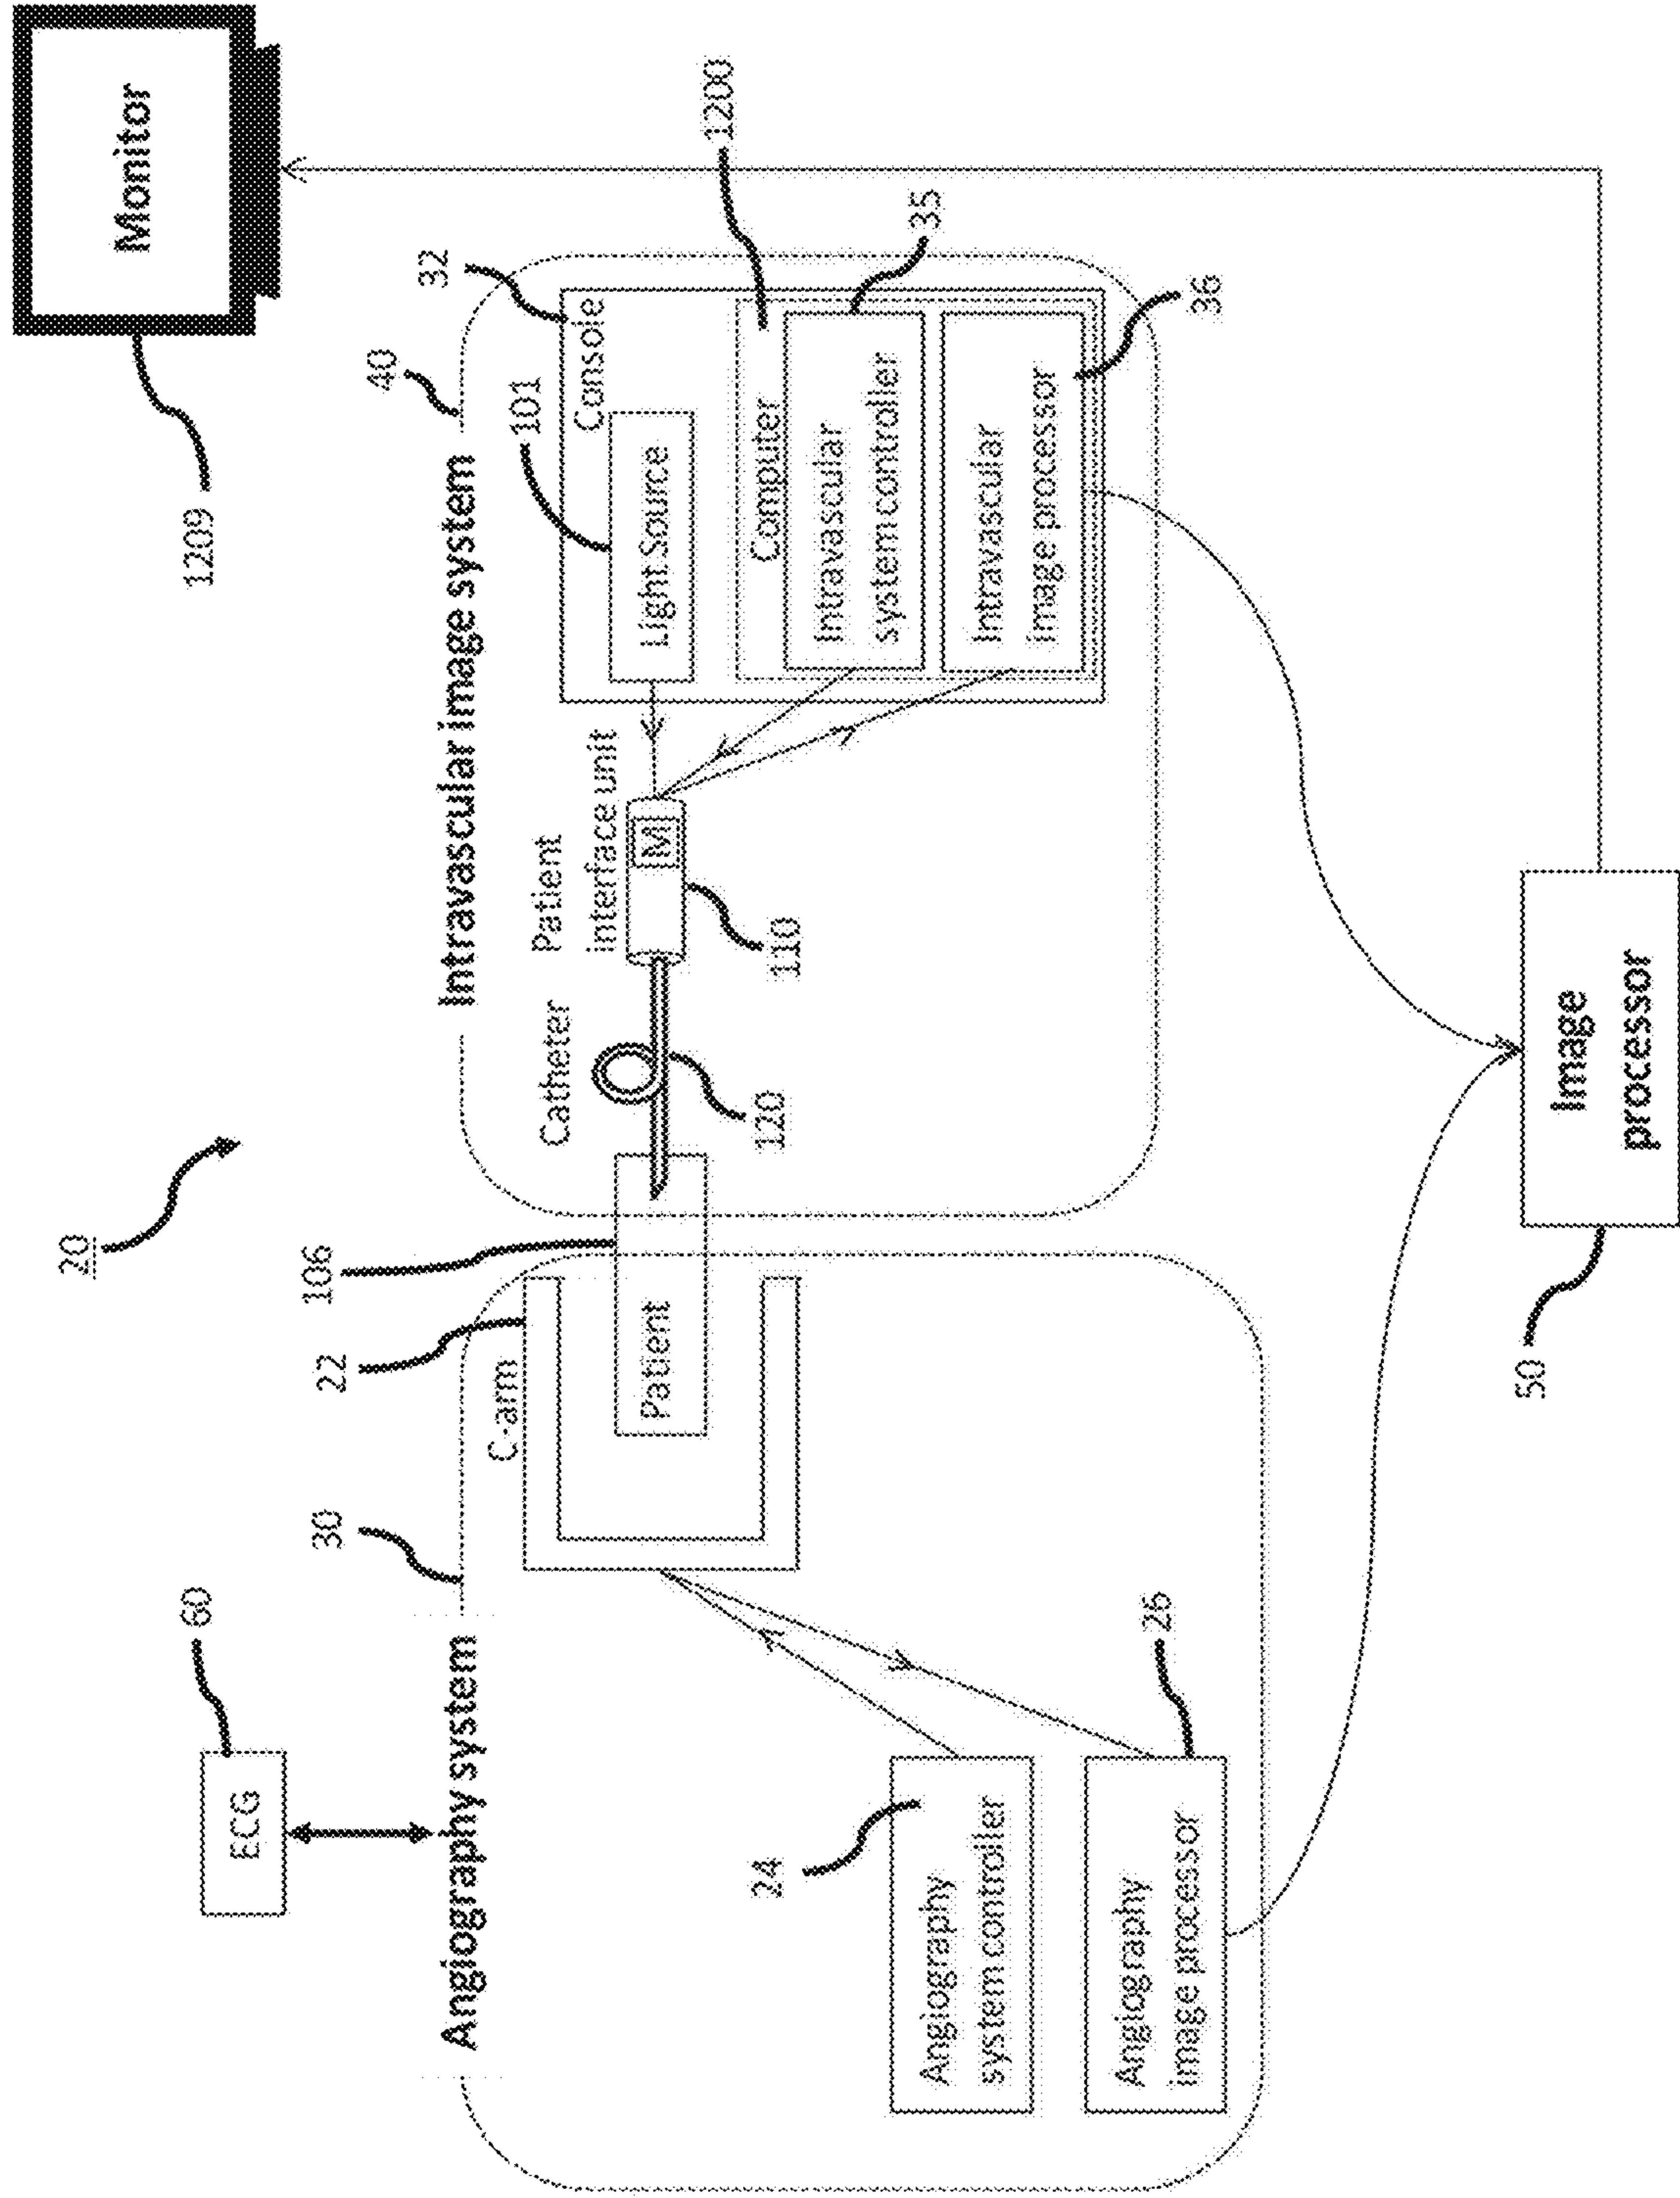 20
Monitor
1209
ECG
60
Angiography system
30
Intravascular image system
40
C-arm
22
106
Patient
Catheter
120
Patient
interface unit
M
110
Console
32
Light Source
101
Computer
1200
Intravascular
system controller
35
Intravascular
image processor
36
Angiography
system controller
24
Angiography
image processor
26
Image
processor
50